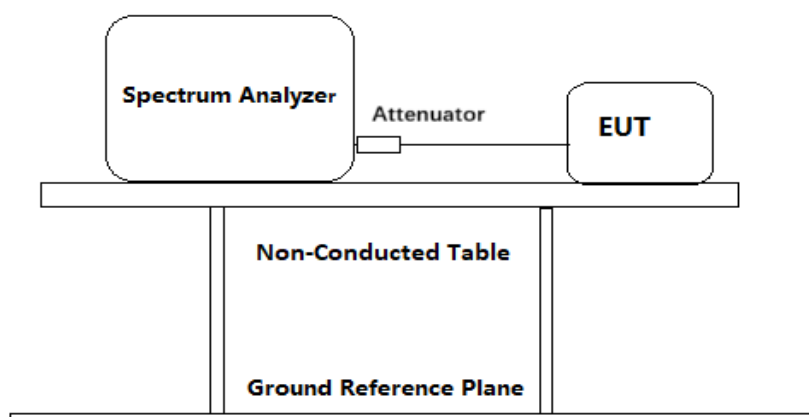 Spectrum Analyzer
Attenuator
EUT
Non-Conducted Table
Ground Reference Plane